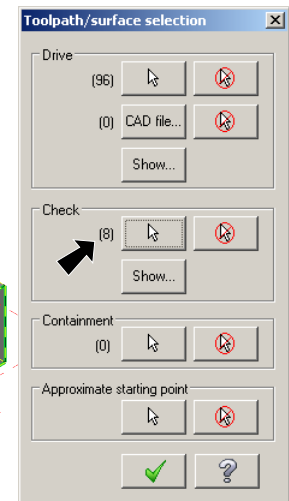 Toolpath/surface selection
Drive
(96)
(0) CAD file...
Show...
Check
(8)
Show...
Containment
(0)
Approximate starting point